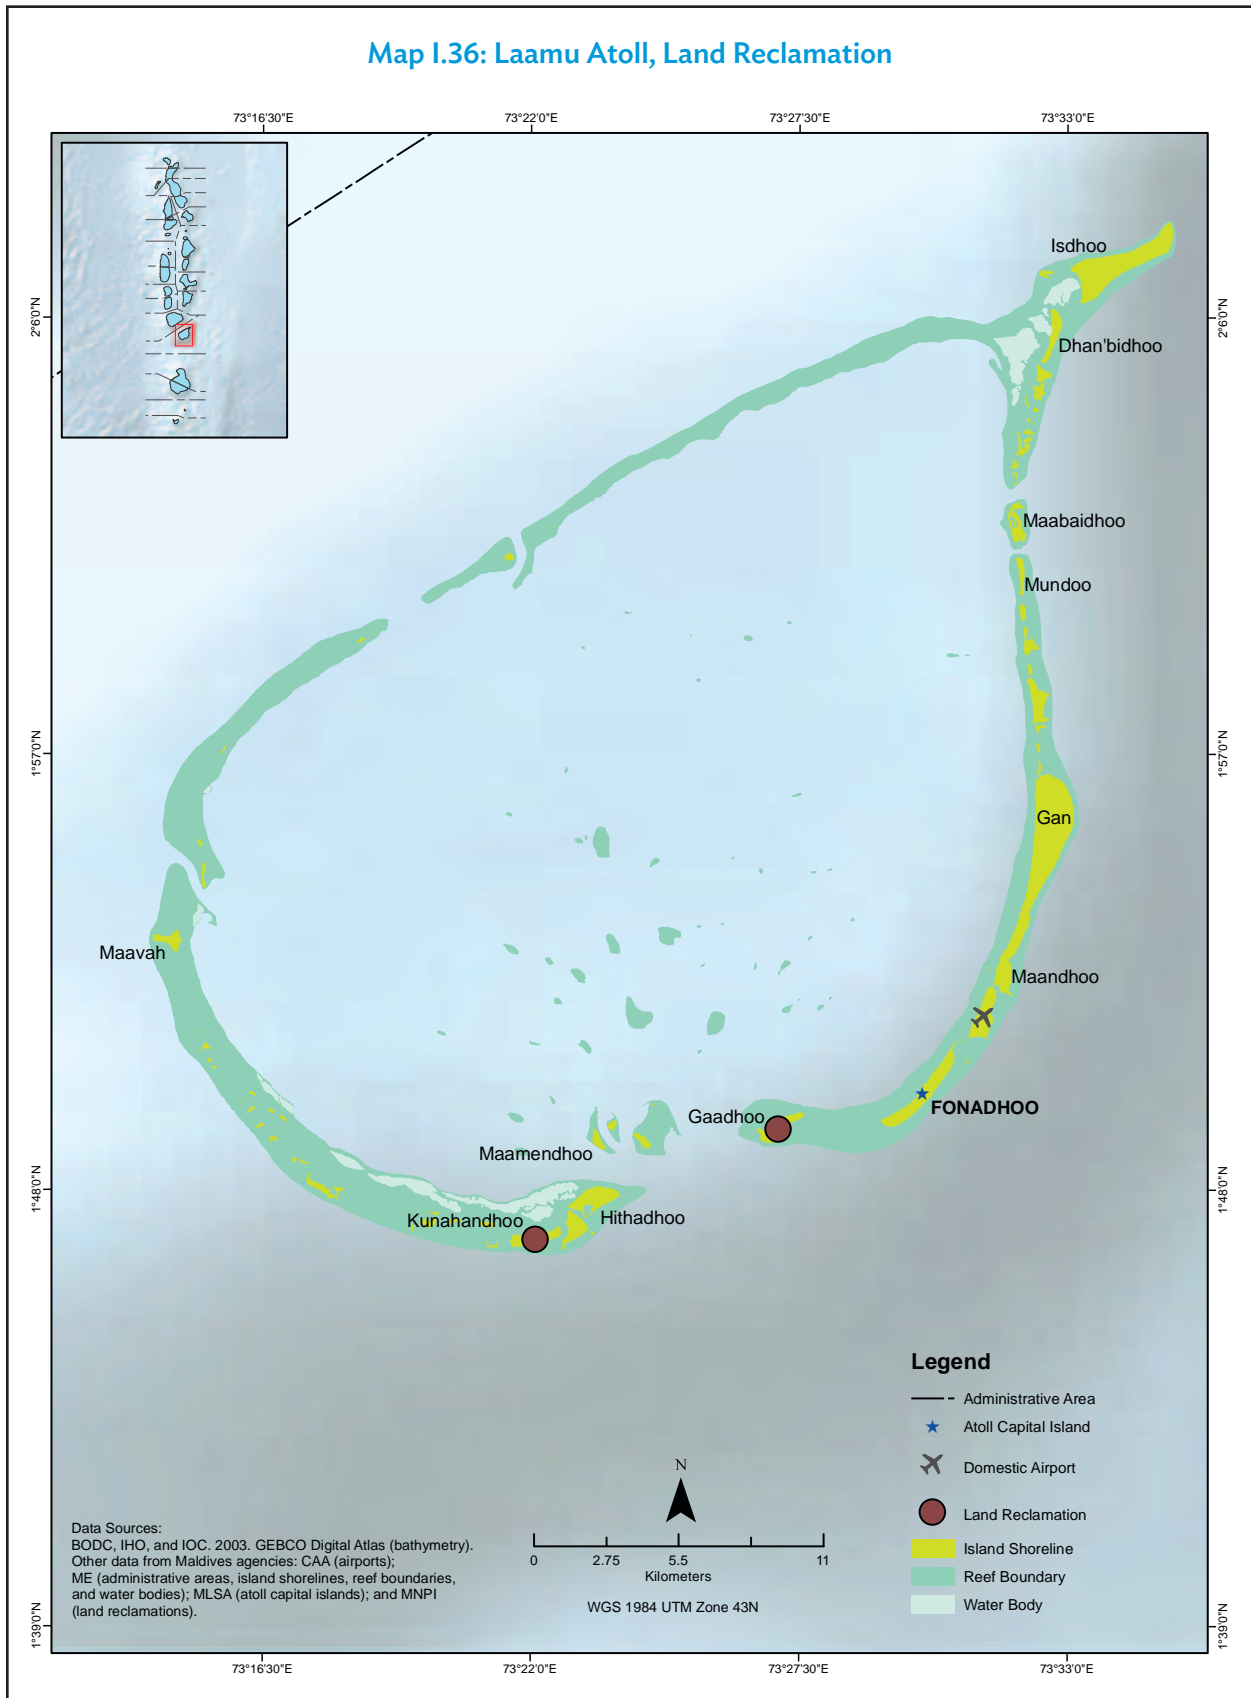 Map I.36: Laamu Atoll, Land Reclamation
73°16'30"E
73°22'0"E
73°27'30"E
73°33'0"E
2°6'0"N
2°6'0"N
Isdhoo
Dhan'bidhoo
Maabaidhoo
Mundoo
1°57'0"N
1°57'0"N
Gan
Maavah
Maandhoo
FONADHOO
Gaadhoo
Maamendhoo
1°48'0"N
1°48'0"N
Kunahandhoo
Hithadhoo
Legend
Administrative Area
Atoll Capital Island
Domestic Airport
Land Reclamation
Island Shoreline
Reef Boundary
Water Body
N
0
2.75
5.5
11
Kilometers
WGS 1984 UTM Zone 43N
Data Sources:
BODC, IHO, and IOC. 2003. GEBCO Digital Atlas (bathymetry).
Other data from Maldives agencies: CAA (airports);
ME (administrative areas, island shorelines, reef boundaries,
and water bodies); MLSA (atoll capital islands); and MNPI
(land reclamations).
1°39'0"N
1°39'0"N
73°16'30"E
73°22'0"E
73°27'30"E
73°33'0"E